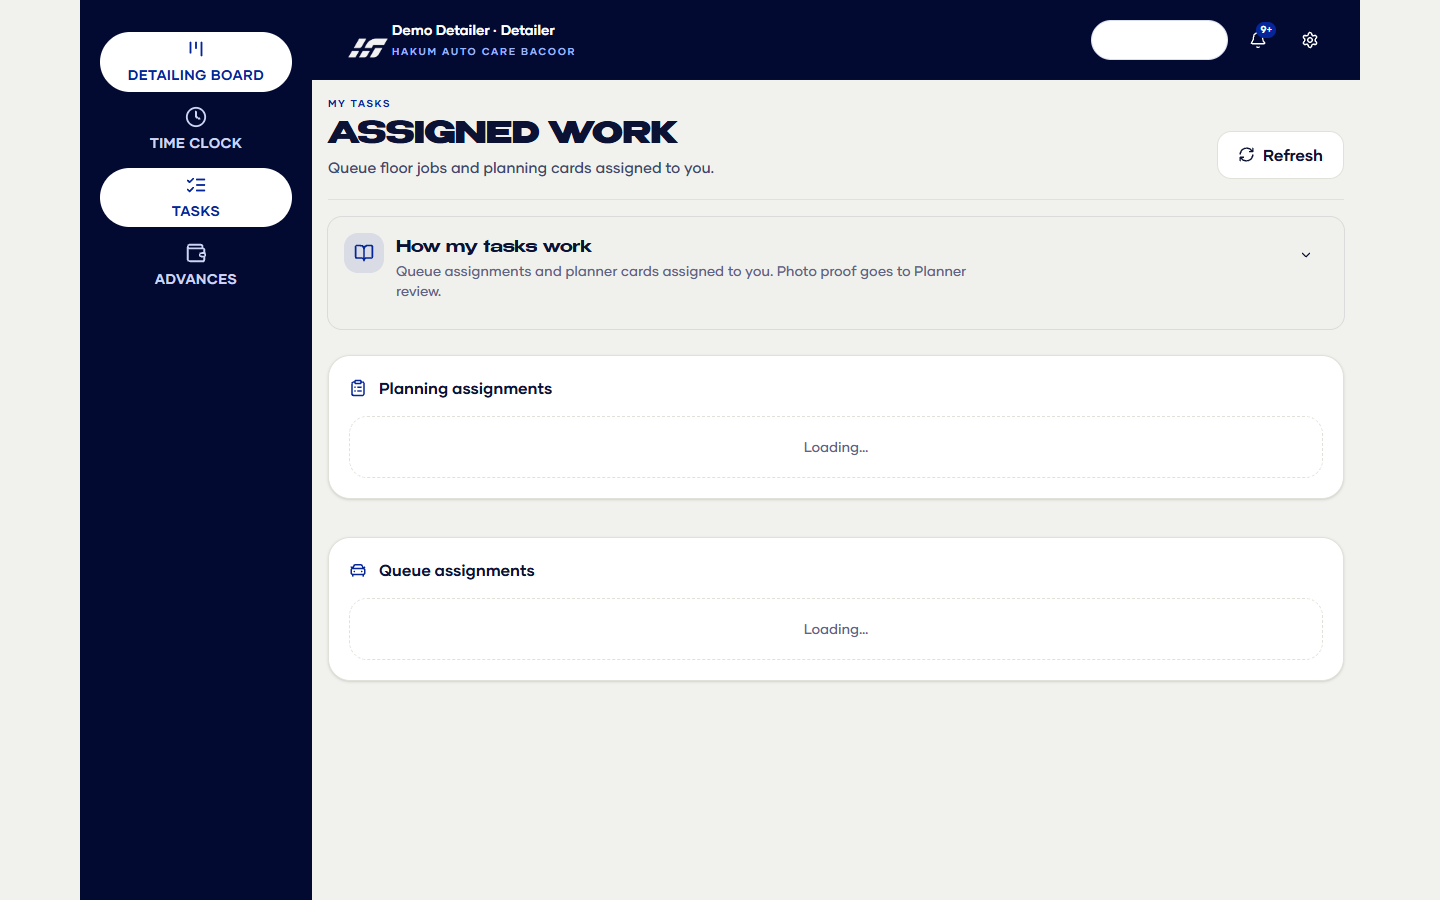 DETAILING BOARD
TIME CLOCK
TASKS
ADVANCES
Demo Detailer · Detailer
HAKUM AUTO CARE BACOOR
9+
MY TASKS
ASSIGNED WORK
Queue floor jobs and planning cards assigned to you.
Refresh
How my tasks work
Queue assignments and planner cards assigned to you. Photo proof goes to Planner
review.
Planning assignments
Loading...
Queue assignments
Loading...